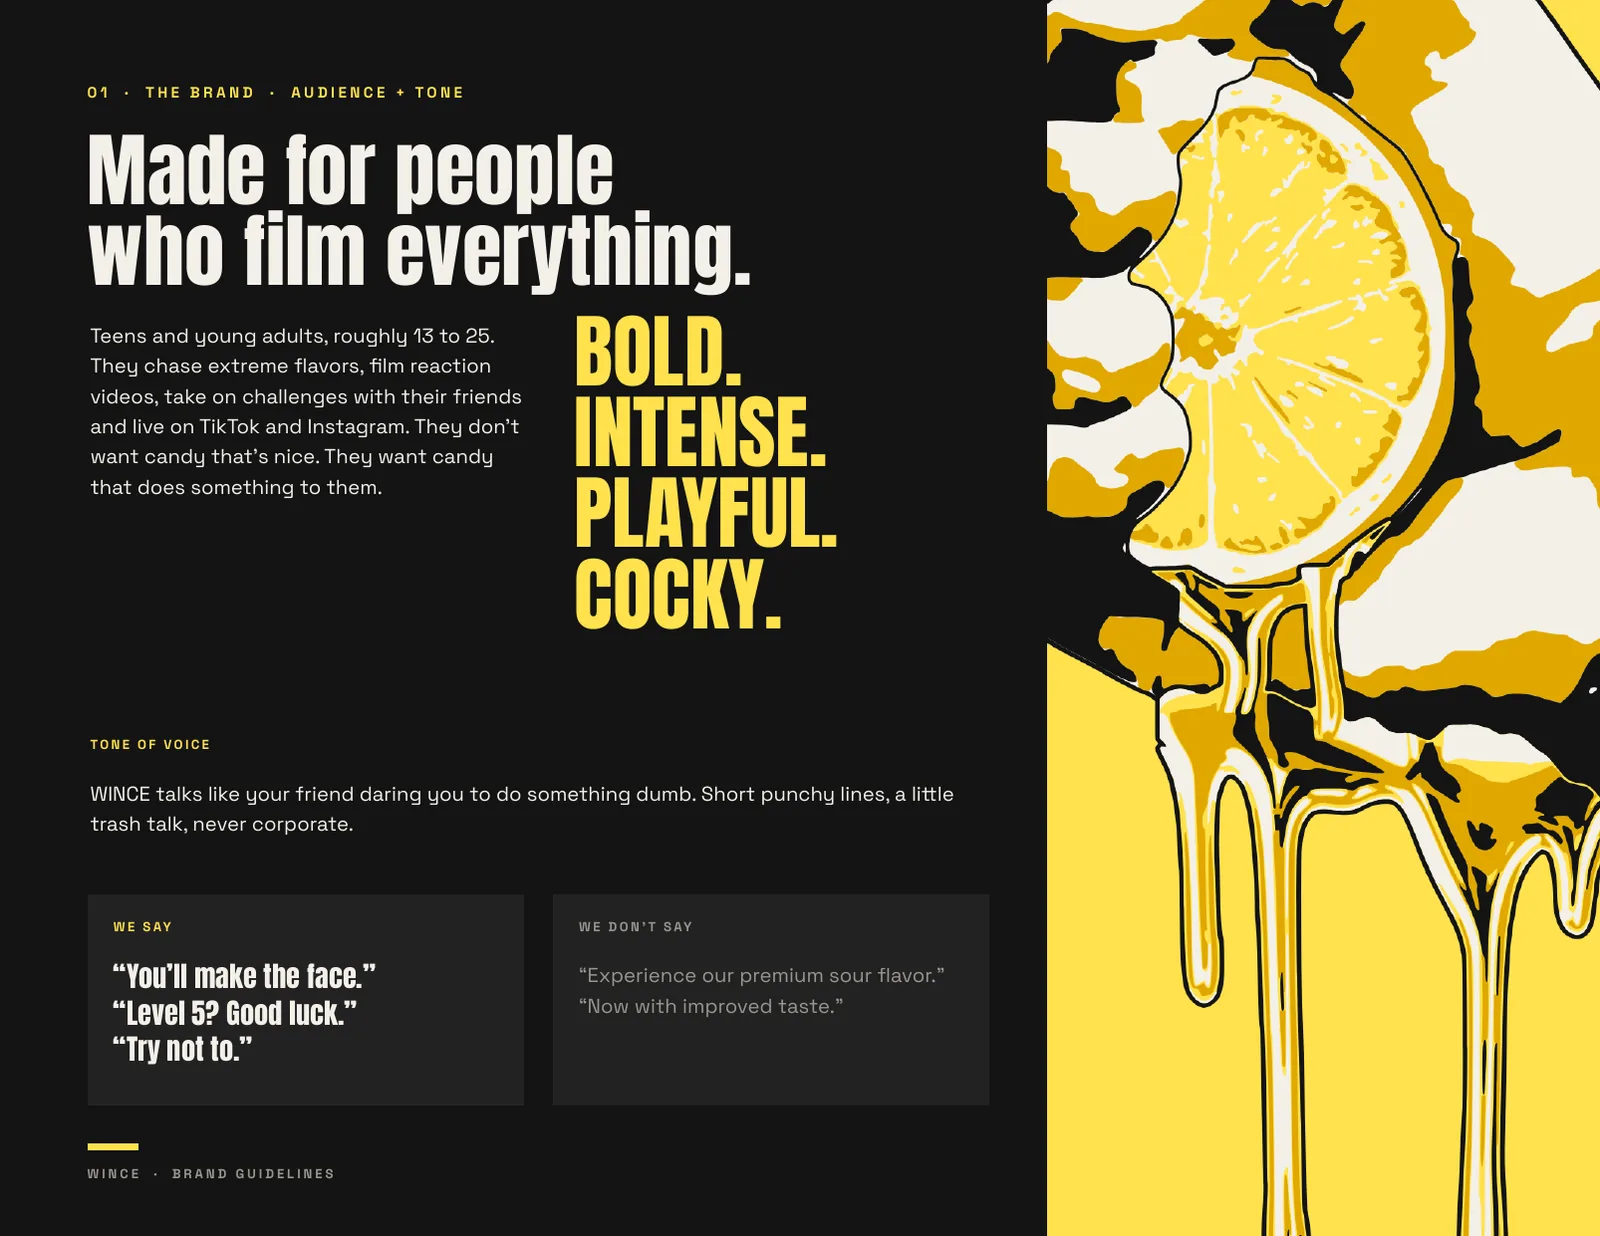 01 · THE BRAND · AUDIENCE + TONE
Made for people
who film everything.
Teens and young adults, roughly 13 to 25.
They chase extreme flavors, film reaction
videos, take on challenges with their friends
and live on TikTok and Instagram. They don’t
want candy that’s nice. They want candy
that does something to them.
BOLD.
INTENSE.
PLAYFUL.
COCKY.
TONE OF VOICE
WINCE talks like your friend daring you to do something dumb. Short punchy lines, a little
trash talk, never corporate.
WE SAY
“You’ll make the face.”
“Level 5? Good luck.”
“Try not to.”
WE DON’T SAY
“Experience our premium sour flavor.”
“Now with improved taste.”
WINCE · BRAND GUIDELINES